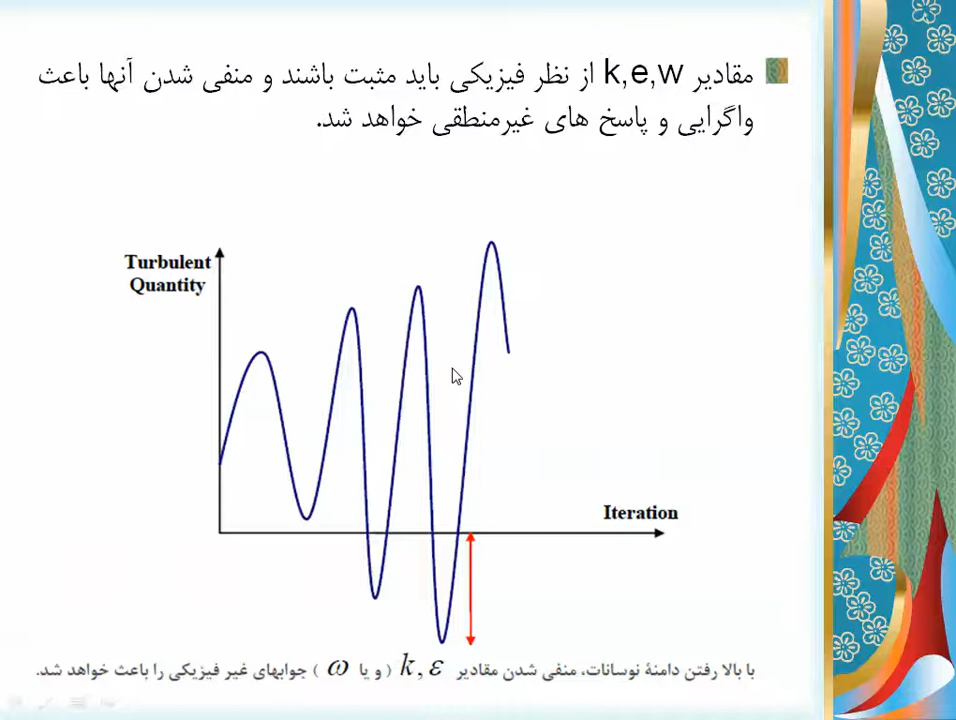 مقادیر k,e,w از نظر فیزیکی باید مثبت باشند و منفی شدن آنها باعث
واگرایی و پاسخ های غیرمنطقی خواهد شد.
Turbulent
Quantity
Iteration
با بالا رفتن دامنهٔ نوسانات، منفی شدن مقادیر k , ε ( و یا ω ) جوابهای غیر فیزیکی را باعث خواهد شد.